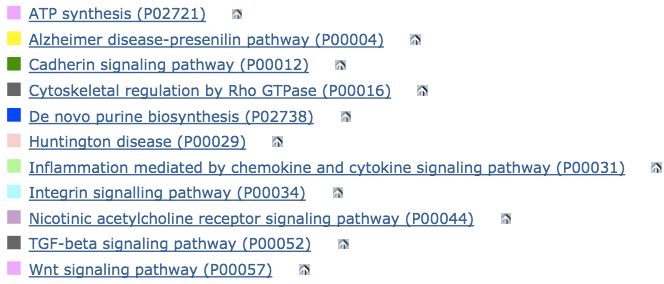 ATP synthesis (P02721)
Alzheimer disease-presenilin pathway (P00004)
Cadherin signaling pathway (P00012)
Cytoskeletal regulation by Rho GTPase (P00016)
De novo purine biosynthesis (P02738)
Huntington disease (P00029)
Inflammation mediated by chemokine and cytokine signaling pathway (P00031)
Integrin signalling pathway (P00034)
Nicotinic acetylcholine receptor signaling pathway (P00044)
TGF-beta signaling pathway (P00052)
Wnt signaling pathway (P00057)